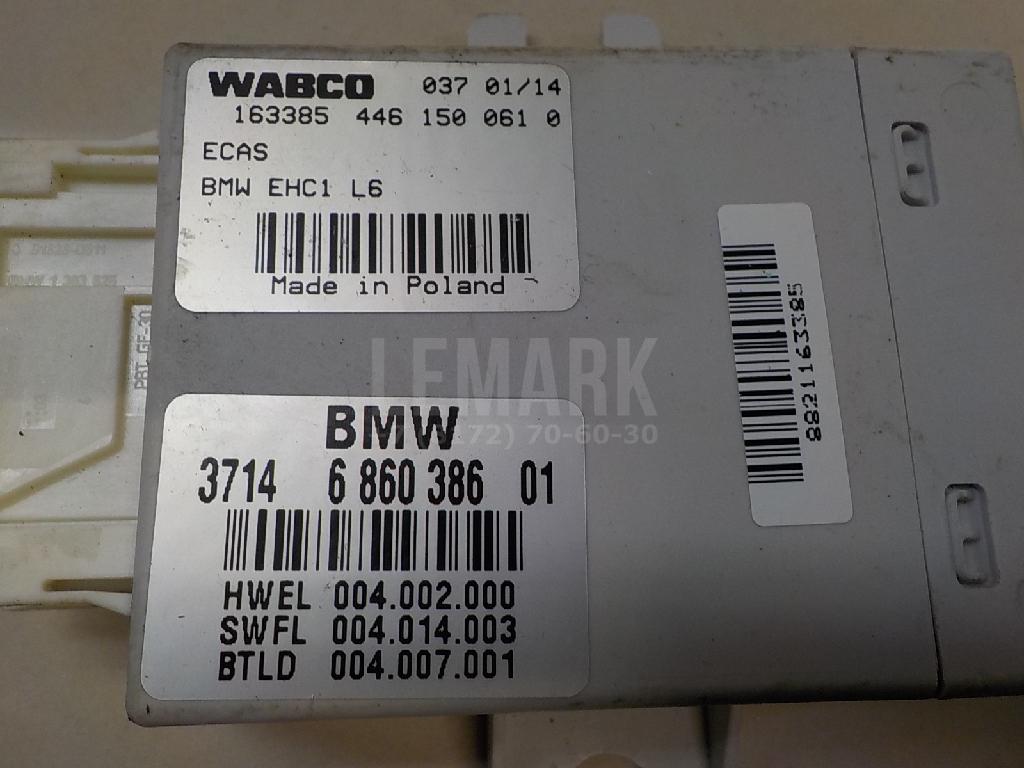 WABCO 037 01/14
163385 446 150 061 0
ECAS
BMW EHC1 L6
Made in Poland
8821163385
LEMARK
72) 70-60-30
BMW
3714 6 860 386 01
HWEL 004.002.000
SWFL 004.014.003
BTLD 004.007.001